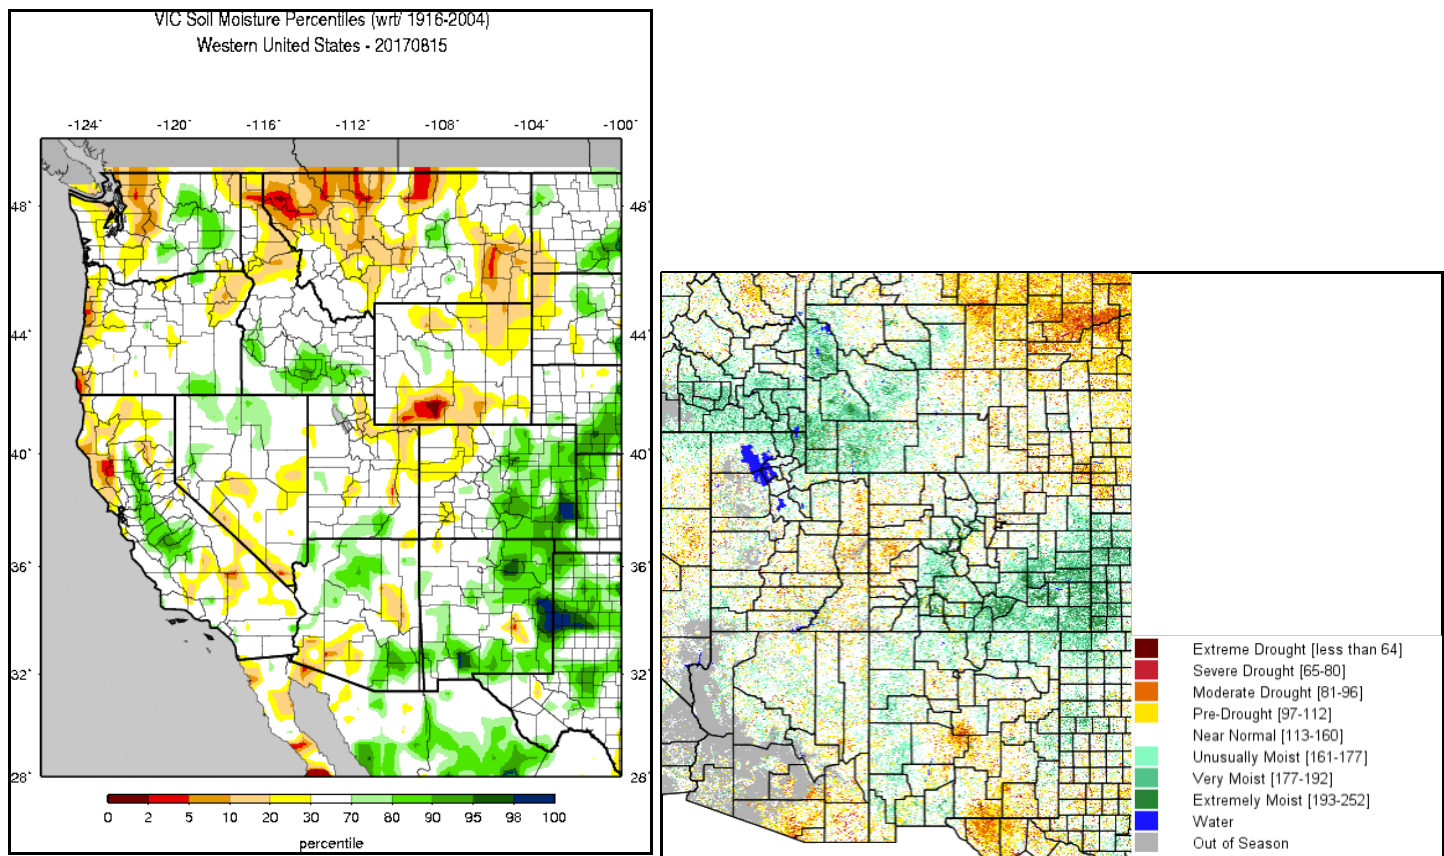 VIC Soil Moisture Percentiles (wrt/ 1916-2004)
Western United States - 20170815
-124° -120° -116° -112° -108° -104° -100°
48° 48°
44° 44°
40° 40°
36° 36°
32° 32°
28° 28°
0 2 5 10 20 30 70 80 90 95 98 100
percentile
Extreme Drought [less than 64]
Severe Drought [65-80]
Moderate Drought [81-96]
Pre-Drought [97-112]
Near Normal [113-160]
Unusually Moist [161-177]
Very Moist [177-192]
Extremely Moist [193-252]
Water
Out of Season